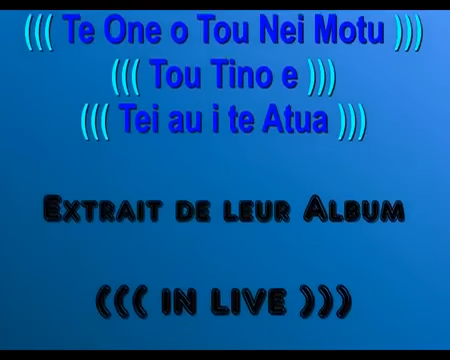 ((( Te One o Tou Nei Motu )))
((( Tou Tino e )))
((( Tei au i te Atua )))
Extrait de leur Album
((( in live )))